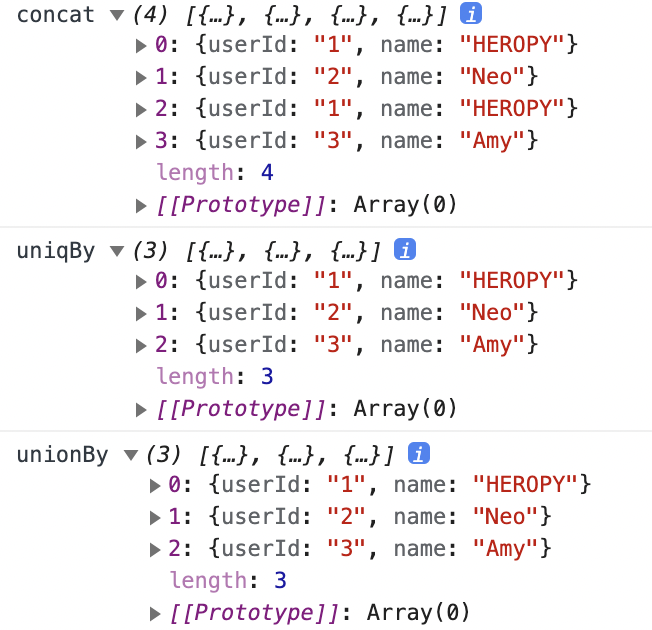 concat ▼(4) [{…}, {…}, {…}, {…}] i
▶0: {userId: "1", name: "HEROPY"}
▶1: {userId: "2", name: "Neo"}
▶2: {userId: "1", name: "HEROPY"}
▶3: {userId: "3", name: "Amy"}
length: 4
▶[[Prototype]]: Array(0)
uniqBy ▼(3) [{…}, {…}, {…}] i
▶0: {userId: "1", name: "HEROPY"}
▶1: {userId: "2", name: "Neo"}
▶2: {userId: "3", name: "Amy"}
length: 3
▶[[Prototype]]: Array(0)
unionBy ▼(3) [{…}, {…}, {…}] i
▶0: {userId: "1", name: "HEROPY"}
▶1: {userId: "2", name: "Neo"}
▶2: {userId: "3", name: "Amy"}
length: 3
▶[[Prototype]]: Array(0)